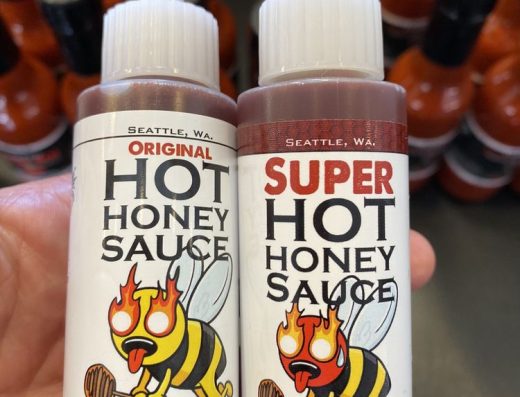 SEATTLE, WA.
ORIGINAL
HOT
HONEY
SAUCE
SEATTLE, WA.
SUPER
HOT
HONEY
SAUCE